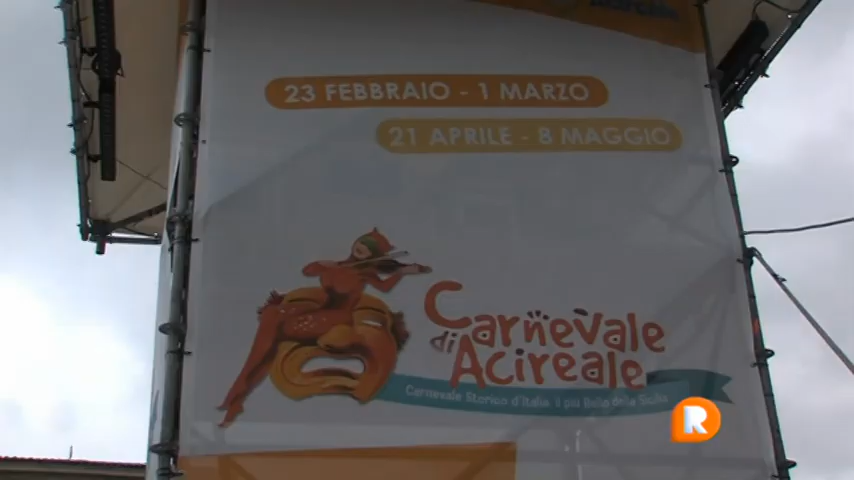 23 FEBBRAIO - 1 MARZO
21 APRILE - 8 MAGGIO
Carnevale
di Acireale
Carnevale Storico d'Italia, il più Bello della Sicilia
R